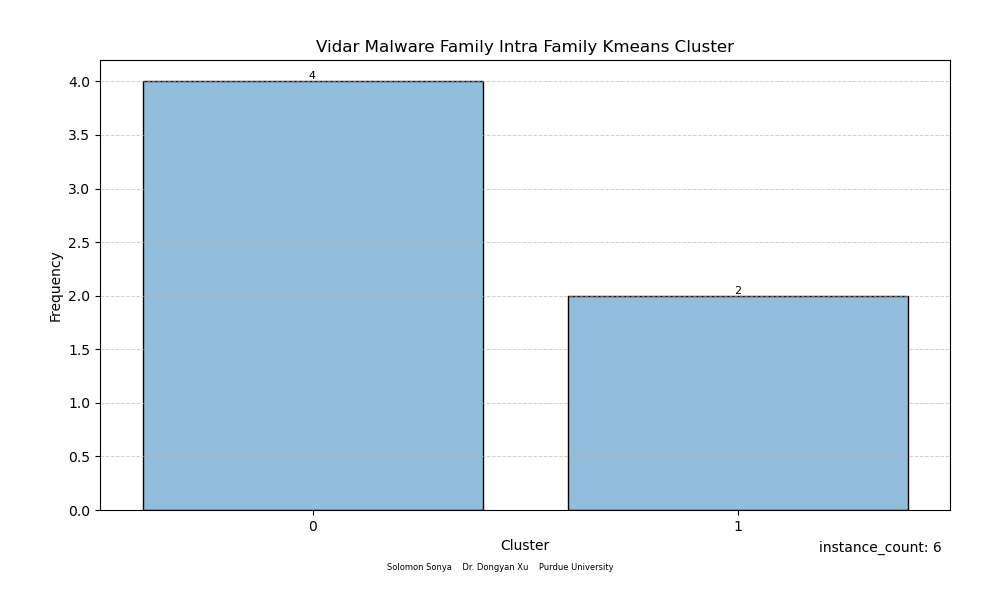 Vidar Malware Family Intra Family Kmeans Cluster
4
2
4.0
3.5
3.0
2.5
2.0
1.5
1.0
0.5
0.0
Frequency
0 1
Cluster
instance_count: 6
Solomon Sonya Dr. Dongyan Xu Purdue University